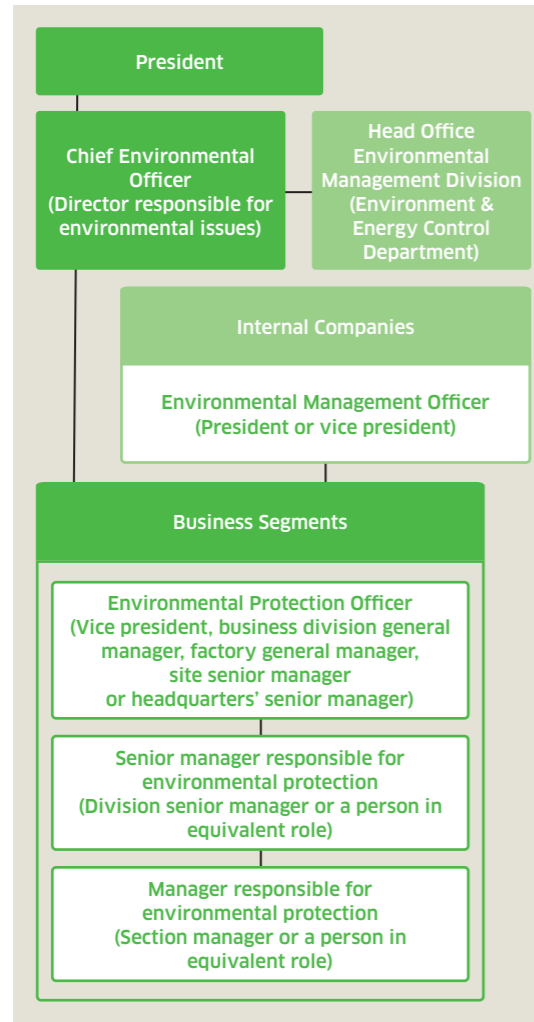 President
Chief Environmental
Officer
(Director responsible for
environmental issues)
Head Office
Environmental
Management Division
(Environment &
Energy Control
Department)
Internal Companies
Environmental Management Officer
(President or vice president)
Business Segments
Environmental Protection Officer
(Vice president, business division general
manager, factory general manager,
site senior manager
or headquarters’ senior manager)
Senior manager responsible for
environmental protection
(Division senior manager or a person in
equivalent role)
Manager responsible for
environmental protection
(Section manager or a person in
equivalent role)